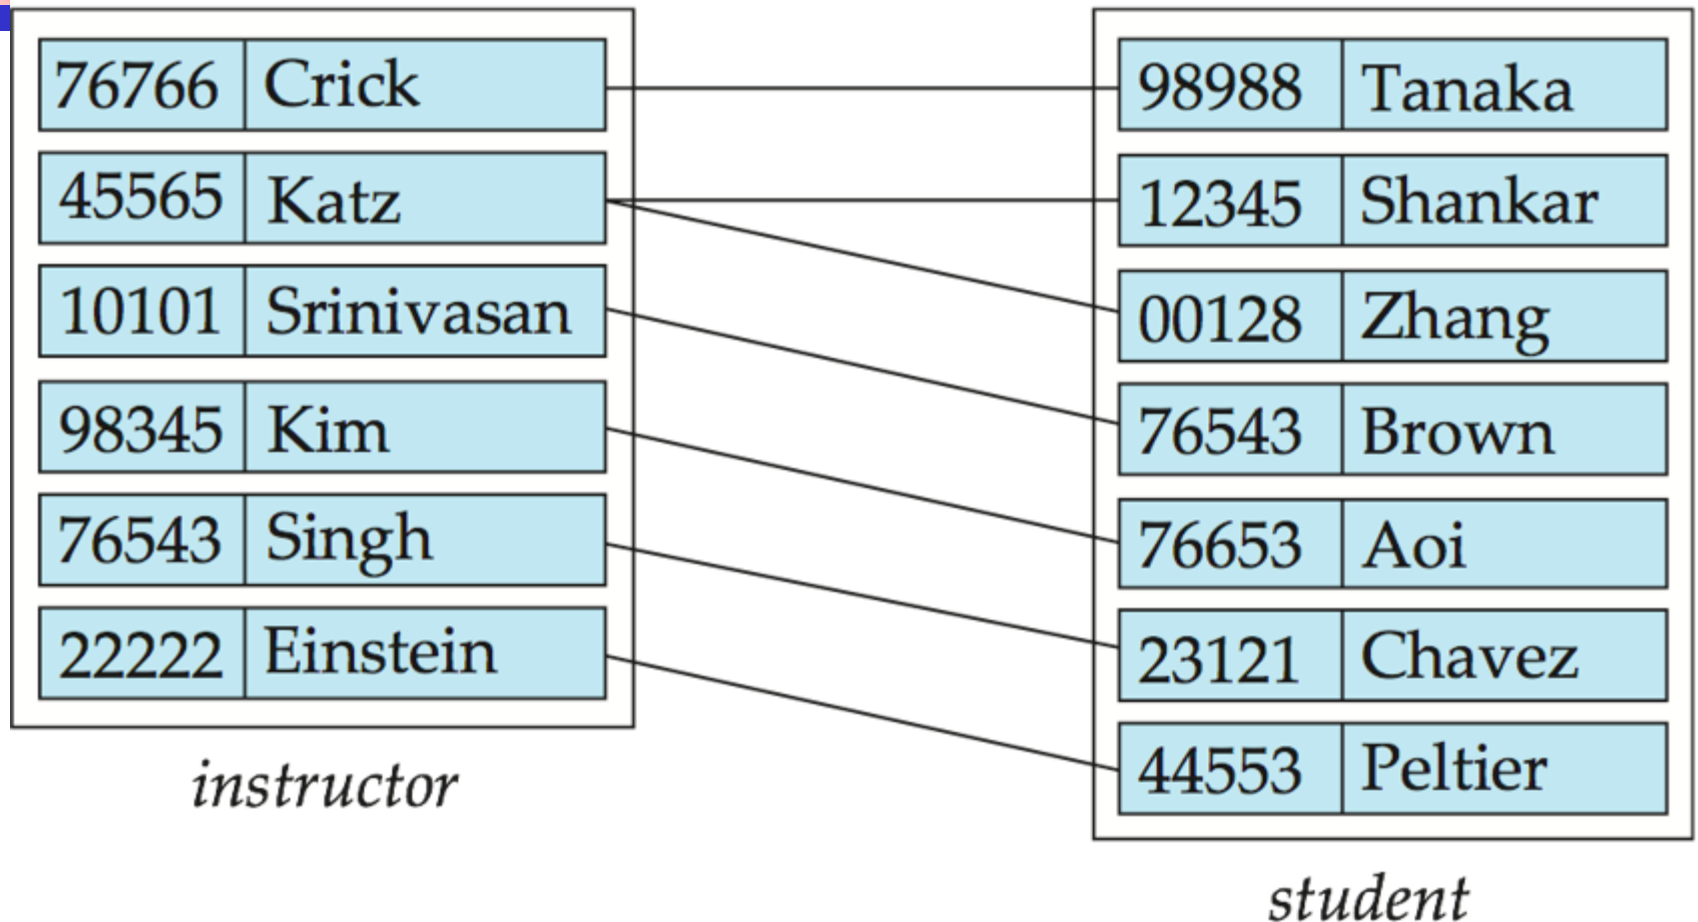 76766 Crick
45565 Katz
10101 Srinivasan
98345 Kim
76543 Singh
22222 Einstein
instructor
98988 Tanaka
12345 Shankar
00128 Zhang
76543 Brown
76653 Aoi
23121 Chavez
44553 Peltier
student